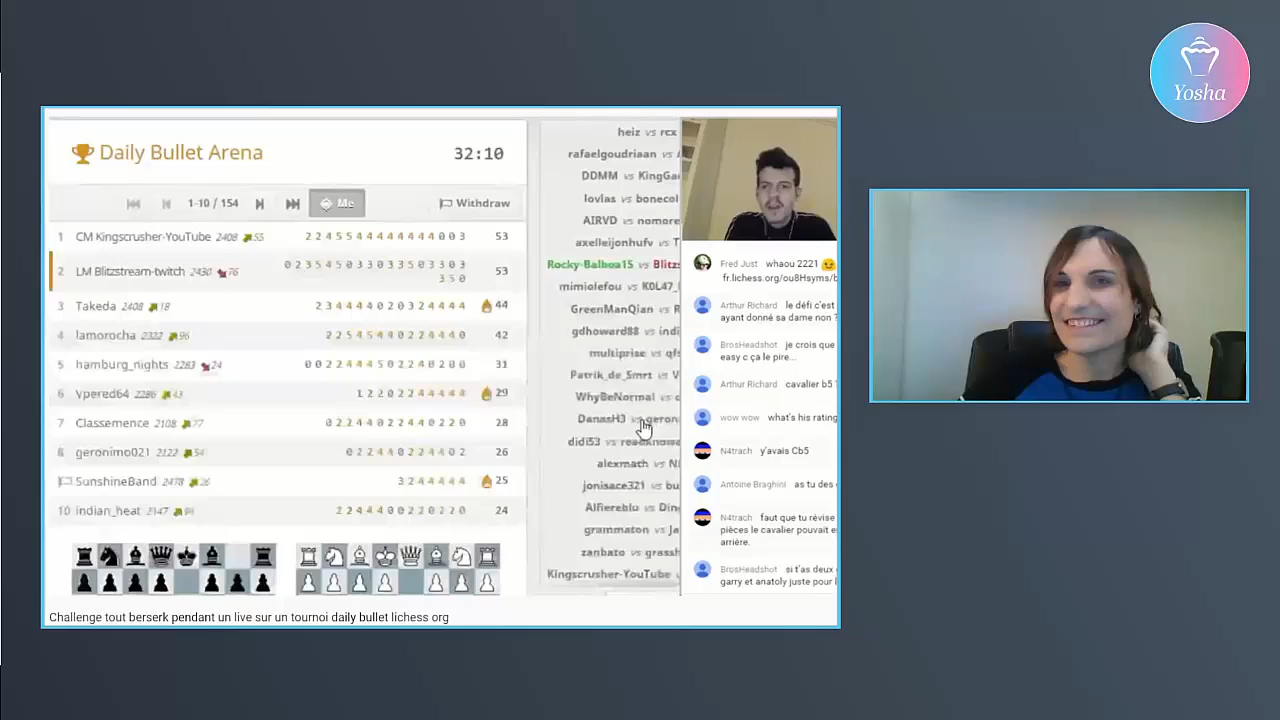 Yosha
Daily Bullet Arena
32:10
1-10 / 154
Me
Withdraw
1 CM Kingscrusher-YouTube 2408 55 2 2 4 5 5 4 4 4 4 4 4 4 4 0 0 3 53
2 LM Blitzstream-twitch 2430 76 0 2 3 5 4 5 0 3 3 0 3 3 5 0 3 3 0 3 53
3 5 0
3 Takeda 2408 18 2 3 4 4 4 4 0 2 0 3 2 4 4 4 4 44
4 lamorocha 2322 96 2 2 5 4 5 4 4 0 2 2 4 4 4 4 0 42
5 hamburg_nights 2283 24 0 0 2 2 4 4 4 5 0 2 2 4 0 2 0 0 31
6 Vpered64 2286 43 1 2 2 0 2 2 4 4 4 4 4 29
7 Classemence 2108 77 0 2 2 4 4 0 2 2 4 4 0 2 2 0 28
8 geronimo021 2122 54 0 2 2 4 4 0 2 2 4 4 0 2 26
SunshineBand 2478 26 3 2 4 4 4 4 4 25
10 indian_heat 2147 2 2 4 4 4 0 0 2 2 0 2 2 0 24
heiz vs rcx
rafaelgoudriaan vs
DDMM vs KingGa
lovlas vs bonecol
AIRVD vs nomore
axelleijonhufv vs T
Rocky-Balboa15 vs Blitzs
mimiolefou vs K0L47_
GreenManQian vs R
gdhoward88 vs indi
multiprise vs qfs
Patrik_de_Smrt vs V
WhyBeNormal vs
DanasH3 vs geron
didi53 vs readknowa
alexmath vs Ni
jonisace321 vs bu
Alfiereblu vs Din
grammaton vs Ja
zanbato vs grassh
Kingscrusher-YouTube
Fred Just whaou 2221
fr.lichess.org/ou8Hsyms/b
Arthur Richard le défi c'est
ayant donné sa dame non ?
BrosHeadshot je crois que
easy c ça le pire...
Arthur Richard cavalier b5
wow wow what's his rating
N4trach y'avais Cb5
Antoine Braghini as tu des
N4trach faut que tu révise
pièces le cavalier pouvait e
arrière.
BrosHeadshot si t'as deux
garry et anatoly juste pour l
Challenge tout berserk pendant un live sur un tournoi daily bullet lichess org